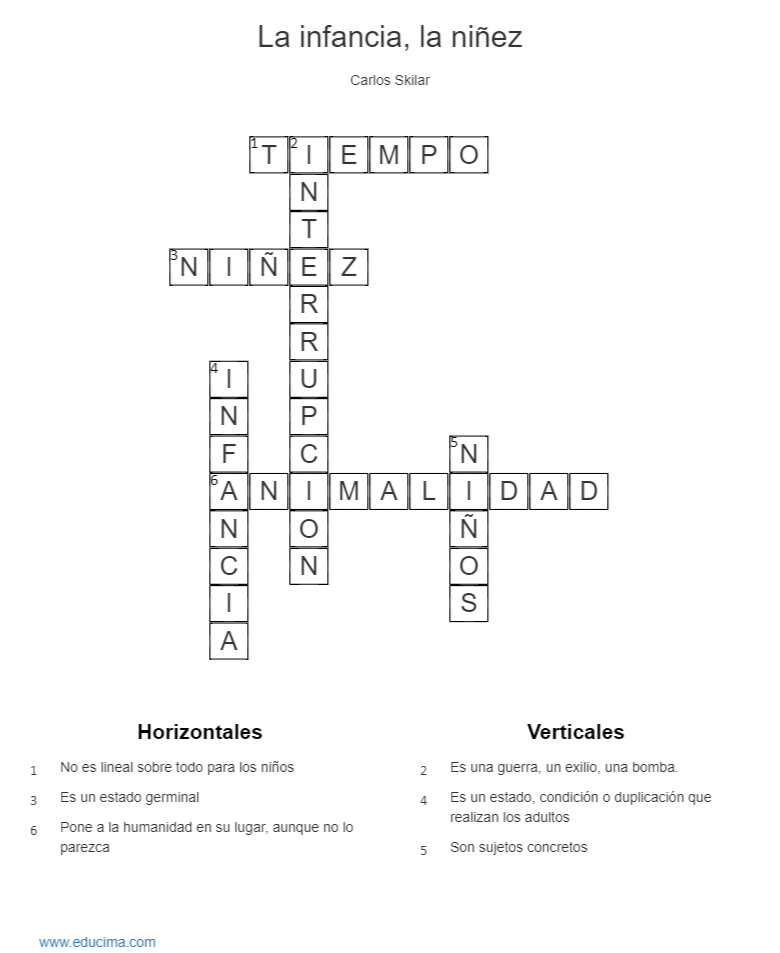 La infancia, la niñez
Carlos Skilar
1 T 2 I E M P O
N
T
3 N I Ñ E Z
R
R
4 I U
N P
F C 5 N
6 A N I M A L I D A D
N O Ñ
C N O
I S
A
Horizontales
1 No es lineal sobre todo para los niños
3 Es un estado germinal
6 Pone a la humanidad en su lugar, aunque no lo
parezca
Verticales
2 Es una guerra, un exilio, una bomba.
4 Es un estado, condición o duplicación que
realizan los adultos
5 Son sujetos concretos
www.educima.com